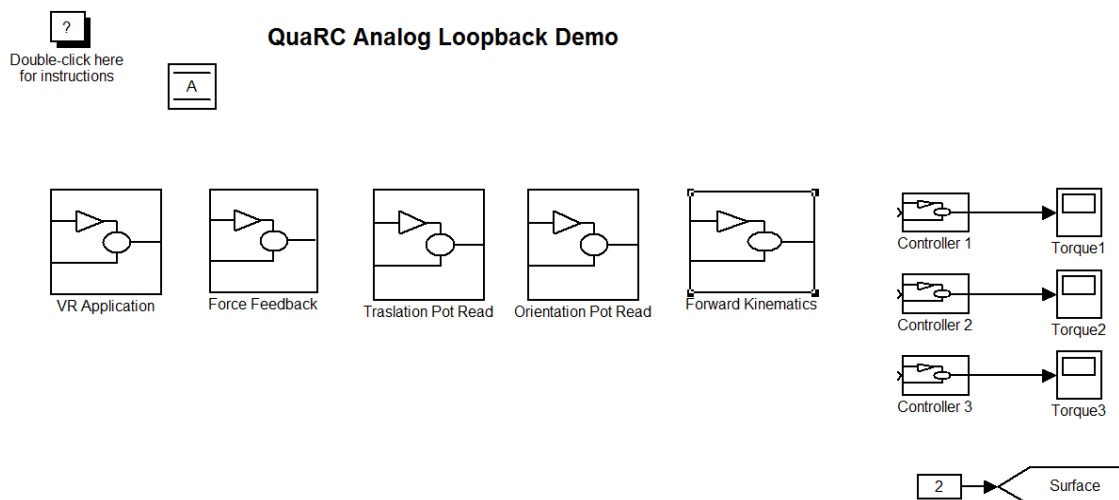 ?
Double-click here
for instructions
QuaRC Analog Loopback Demo
A
VR Application
Force Feedback
Traslation Pot Read
Orientation Pot Read
Forward Kinematics
Controller 1
Torque1
Controller 2
Torque2
Controller 3
Torque3
2
Surface